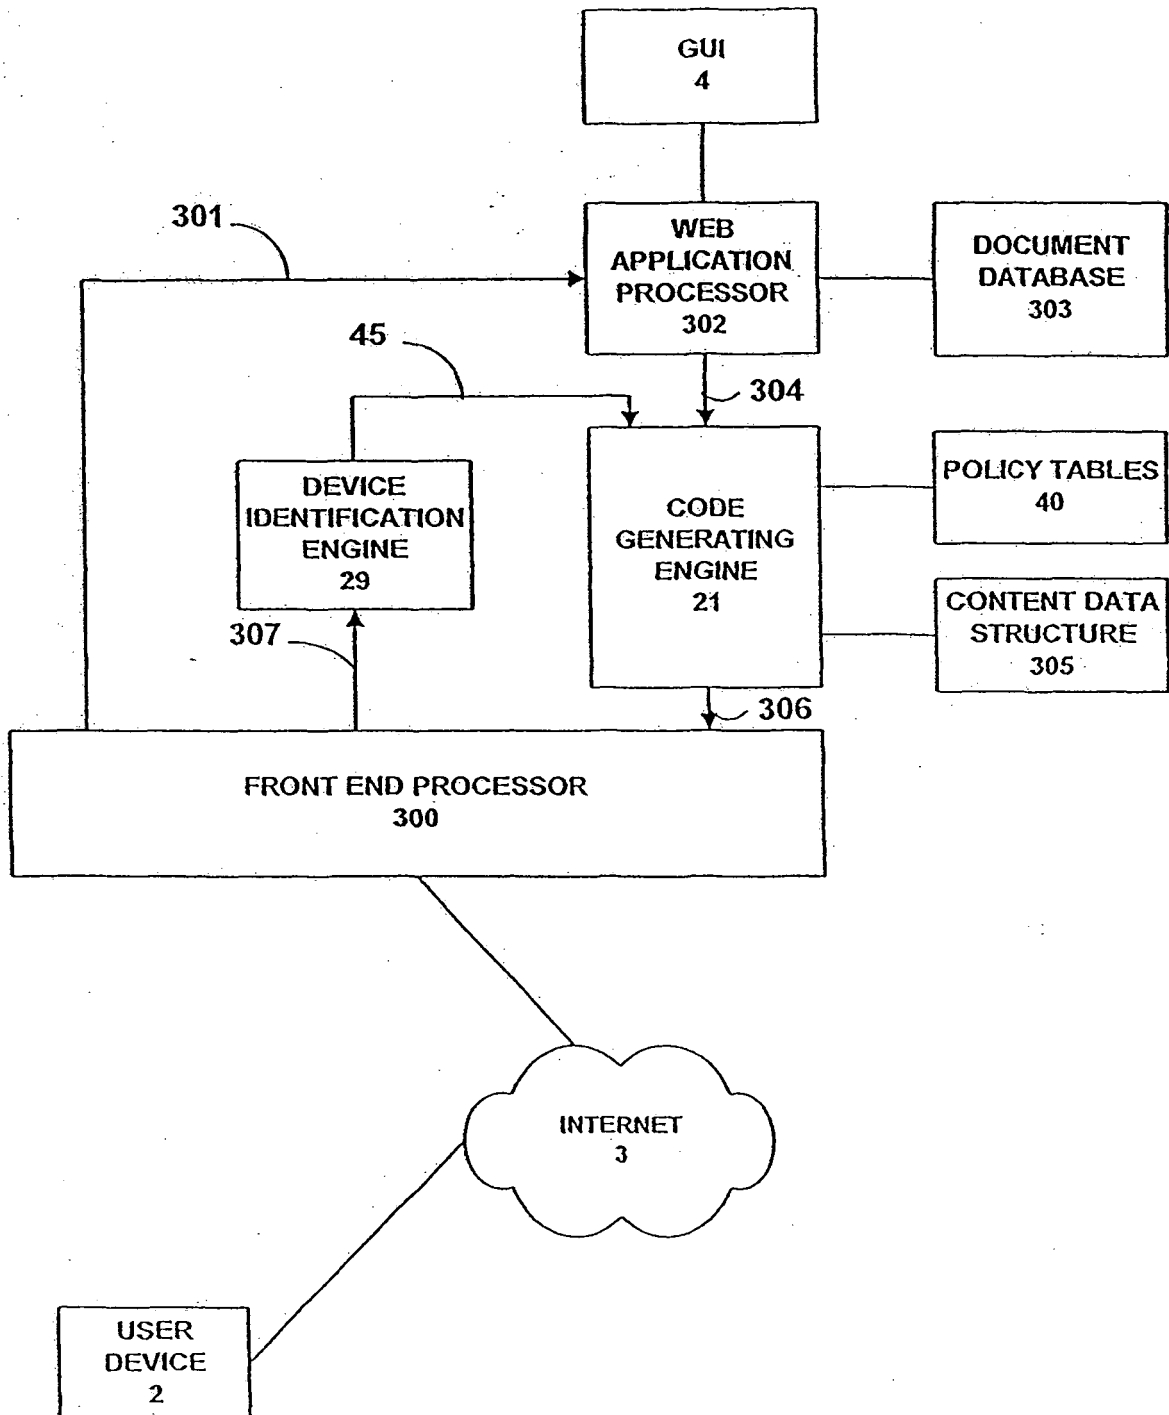 GUI
4
301
WEB
APPLICATION
PROCESSOR
302
DOCUMENT
DATABASE
303
45
304
DEVICE
IDENTIFICATION
ENGINE
29
CODE
GENERATING
ENGINE
21
POLICY TABLES
40
CONTENT DATA
STRUCTURE
305
307
306
FRONT END PROCESSOR
300
INTERNET
3
USER
DEVICE
2